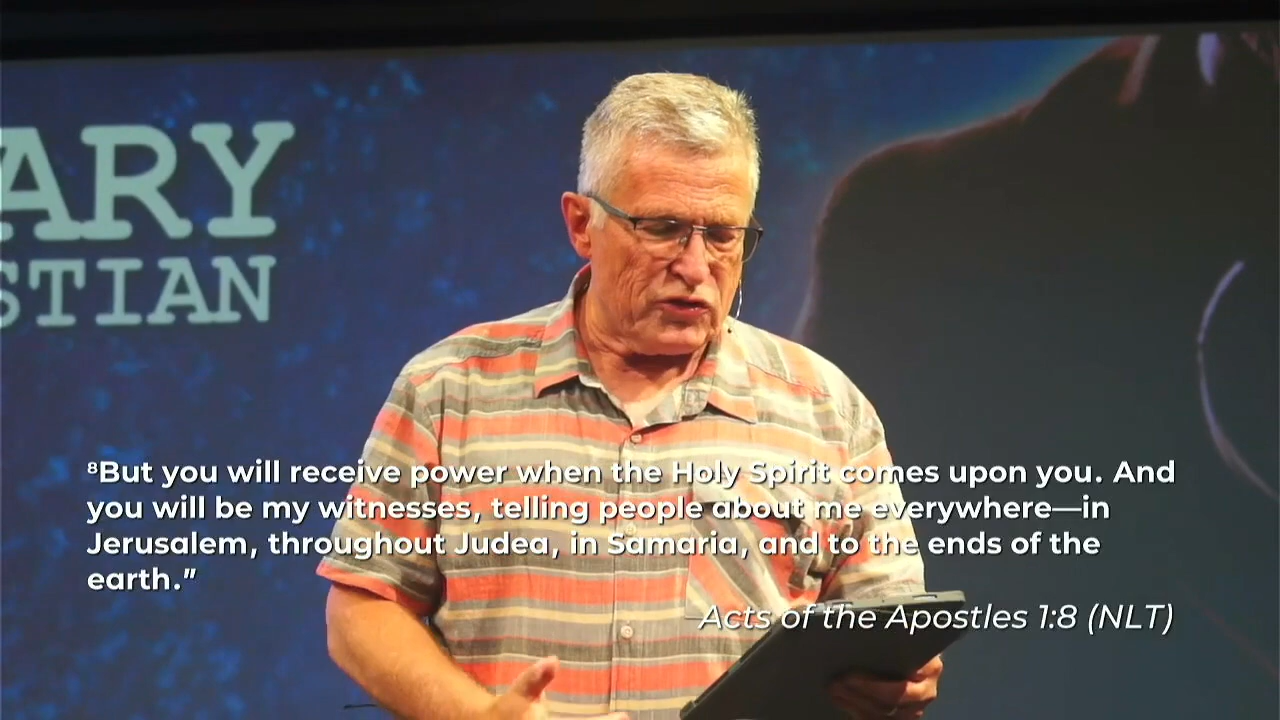 ARY
STIAN
⁸But you will receive power when the Holy Spirit comes upon you. And
you will be my witnesses, telling people about me everywhere—in
Jerusalem, throughout Judea, in Samaria, and to the ends of the
earth.”
Acts of the Apostles 1:8 (NLT)